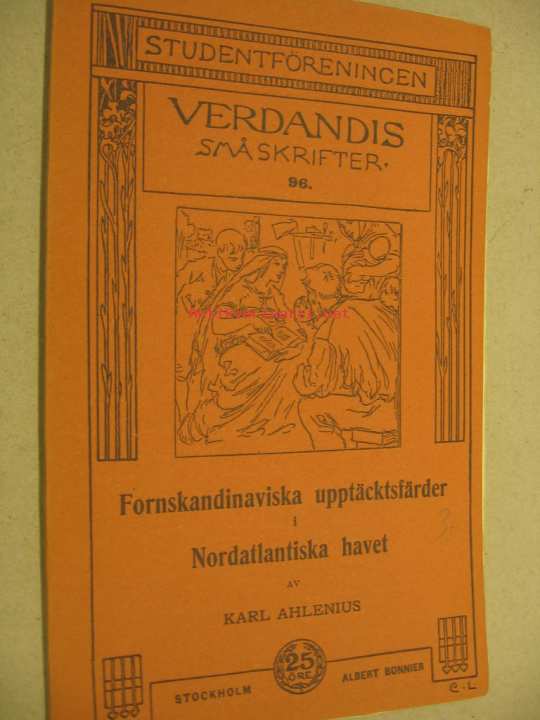 STUDENTFÖRENINGEN
VERDANDIS
SMÅSKRIFTER.
96.
Fornskandinaviska upptäcktsfärder
i
Nordatlantiska havet
AV
KARL AHLENIUS
25
ÖRE
STOCKHOLM
ALBERT BONNIER
C.L